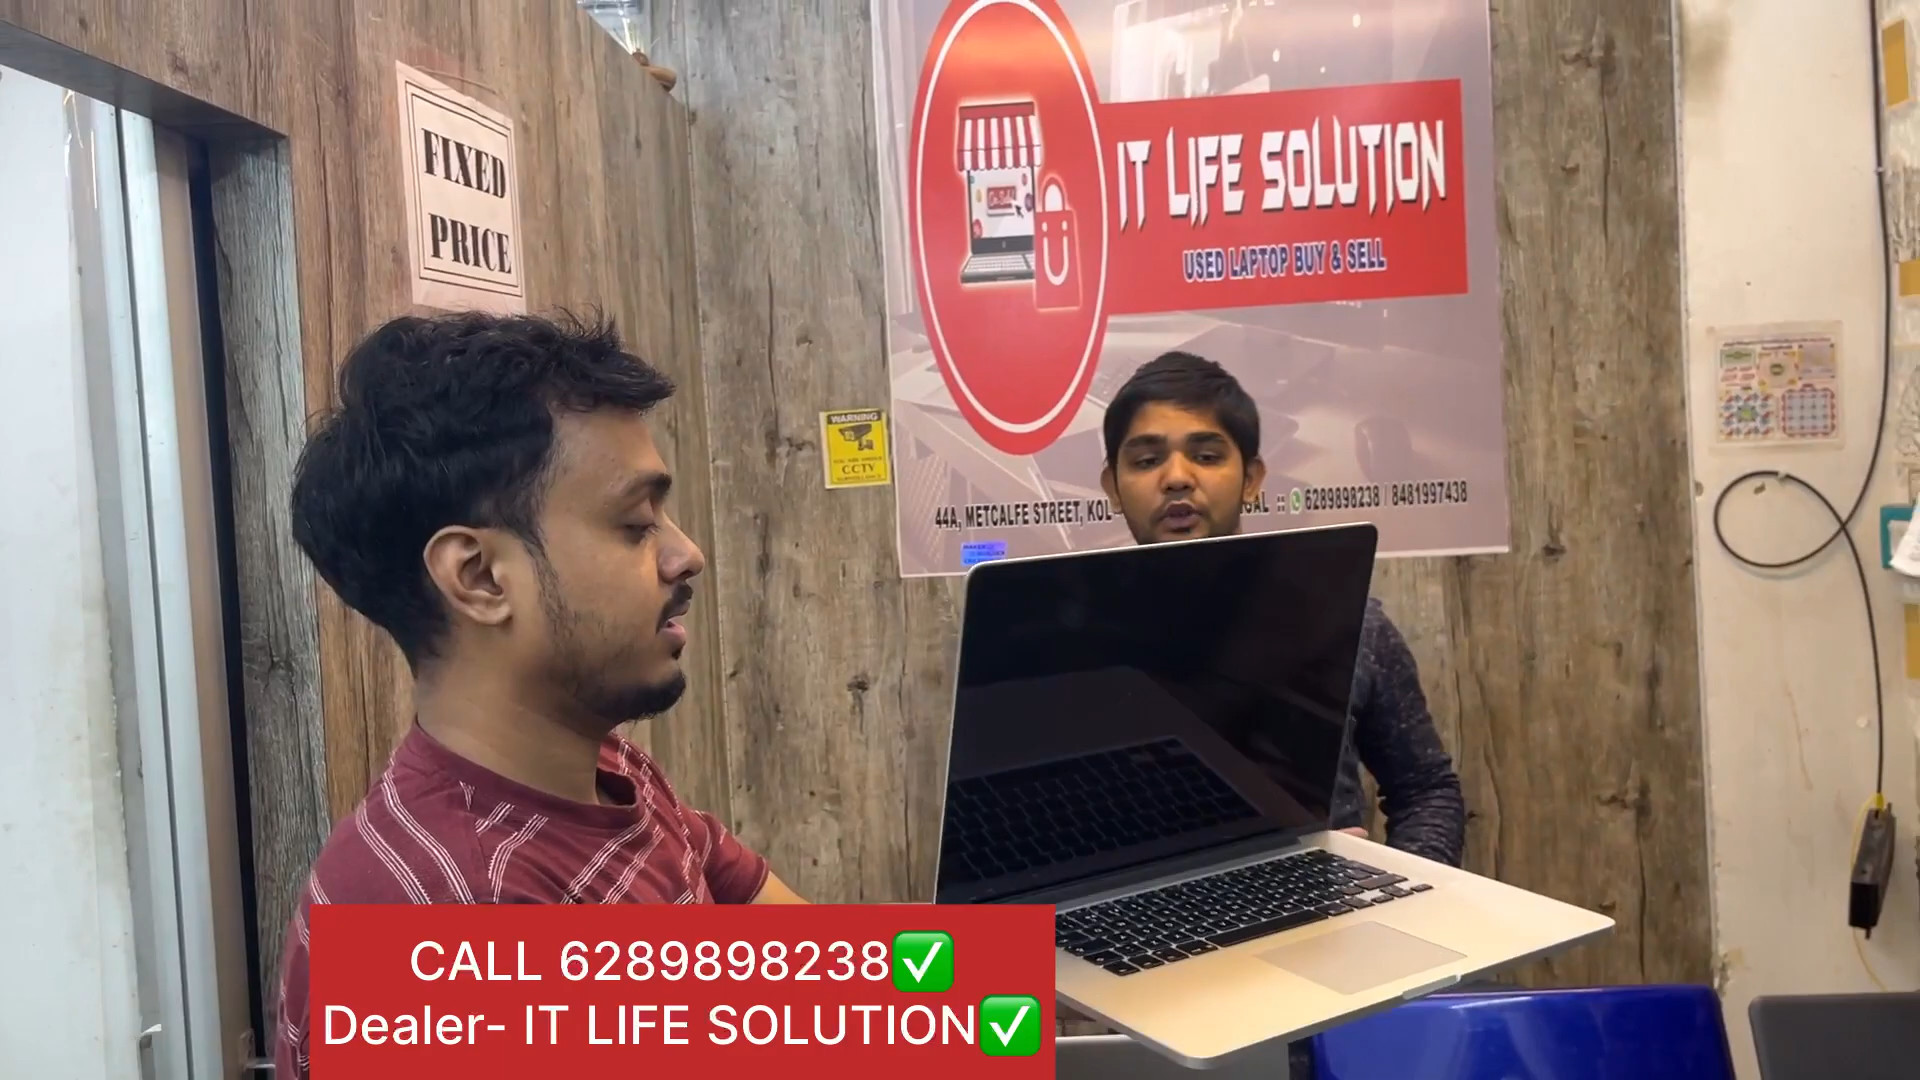 FIXED
PRICE
IT LIFE SOLUTION
USED LAPTOP BUY & SELL
WARNING
CCTV
44A, METCALFE STREET, KOL-
GAL :: 6289898238 / 8481997438
CALL 6289898238✅
Dealer- IT LIFE SOLUTION✅